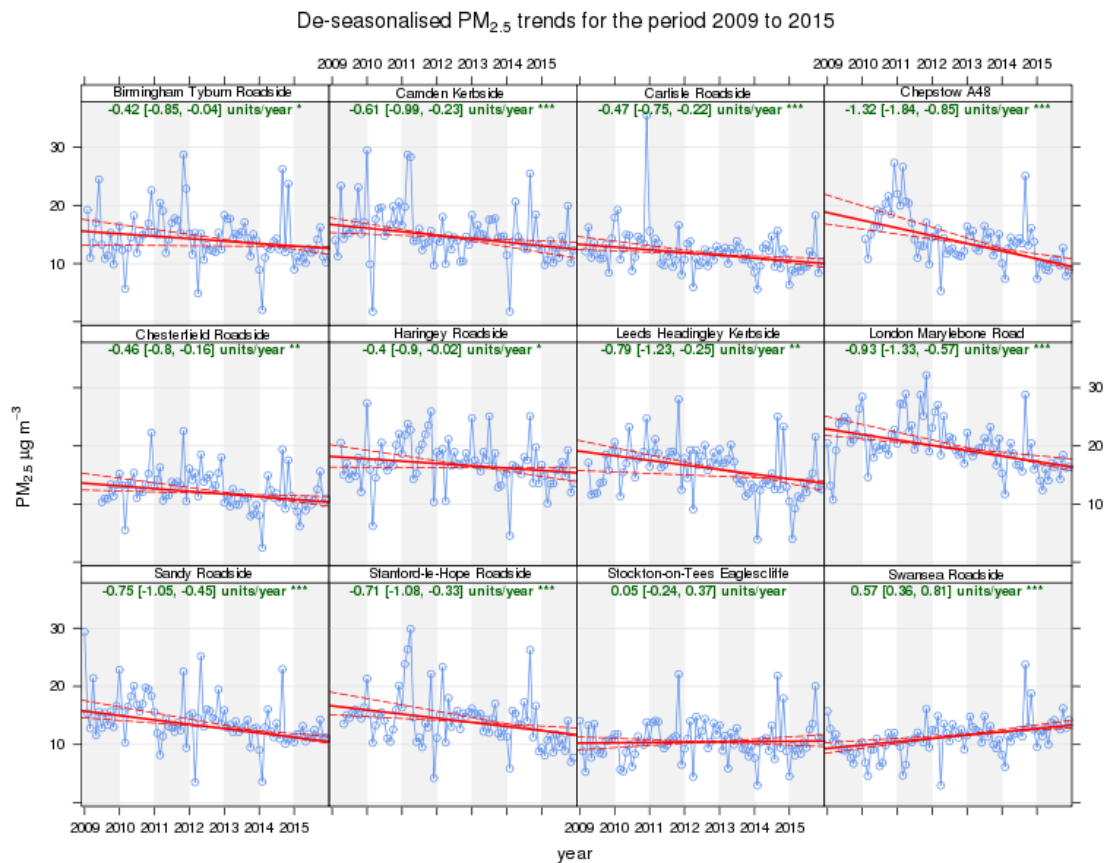 De-seasonalised PM2.5 trends for the period 2009 to 2015
2009 2010 2011 2012 2013 2014 2015
2009 2010 2011 2012 2013 2014 2015
Birmingham Tyburn Roadside
-0.42 [-0.85, -0.04] units/year *
Camden Kerbside
-0.61 [-0.99, -0.23] units/year ***
Carlisle Roadside
-0.47 [-0.75, -0.22] units/year ***
Chepstow A48
-1.32 [-1.84, -0.85] units/year ***
30
20
10
Chesterfield Roadside
-0.46 [-0.8, -0.16] units/year **
Haringey Roadside
-0.4 [-0.9, -0.02] units/year *
Leeds Headingley Kerbside
-0.79 [-1.23, -0.25] units/year **
London Marylebone Road
-0.93 [-1.33, -0.57] units/year ***
30
20
10
PM2.5 µg m−3
Sandy Roadside
-0.75 [-1.05, -0.45] units/year ***
Stanford-le-Hope Roadside
-0.71 [-1.08, -0.33] units/year ***
Stockton-on-Tees Eaglescliffe
0.05 [-0.24, 0.37] units/year
Swansea Roadside
0.57 [0.36, 0.81] units/year ***
30
20
10
2009 2010 2011 2012 2013 2014 2015
2009 2010 2011 2012 2013 2014 2015
year